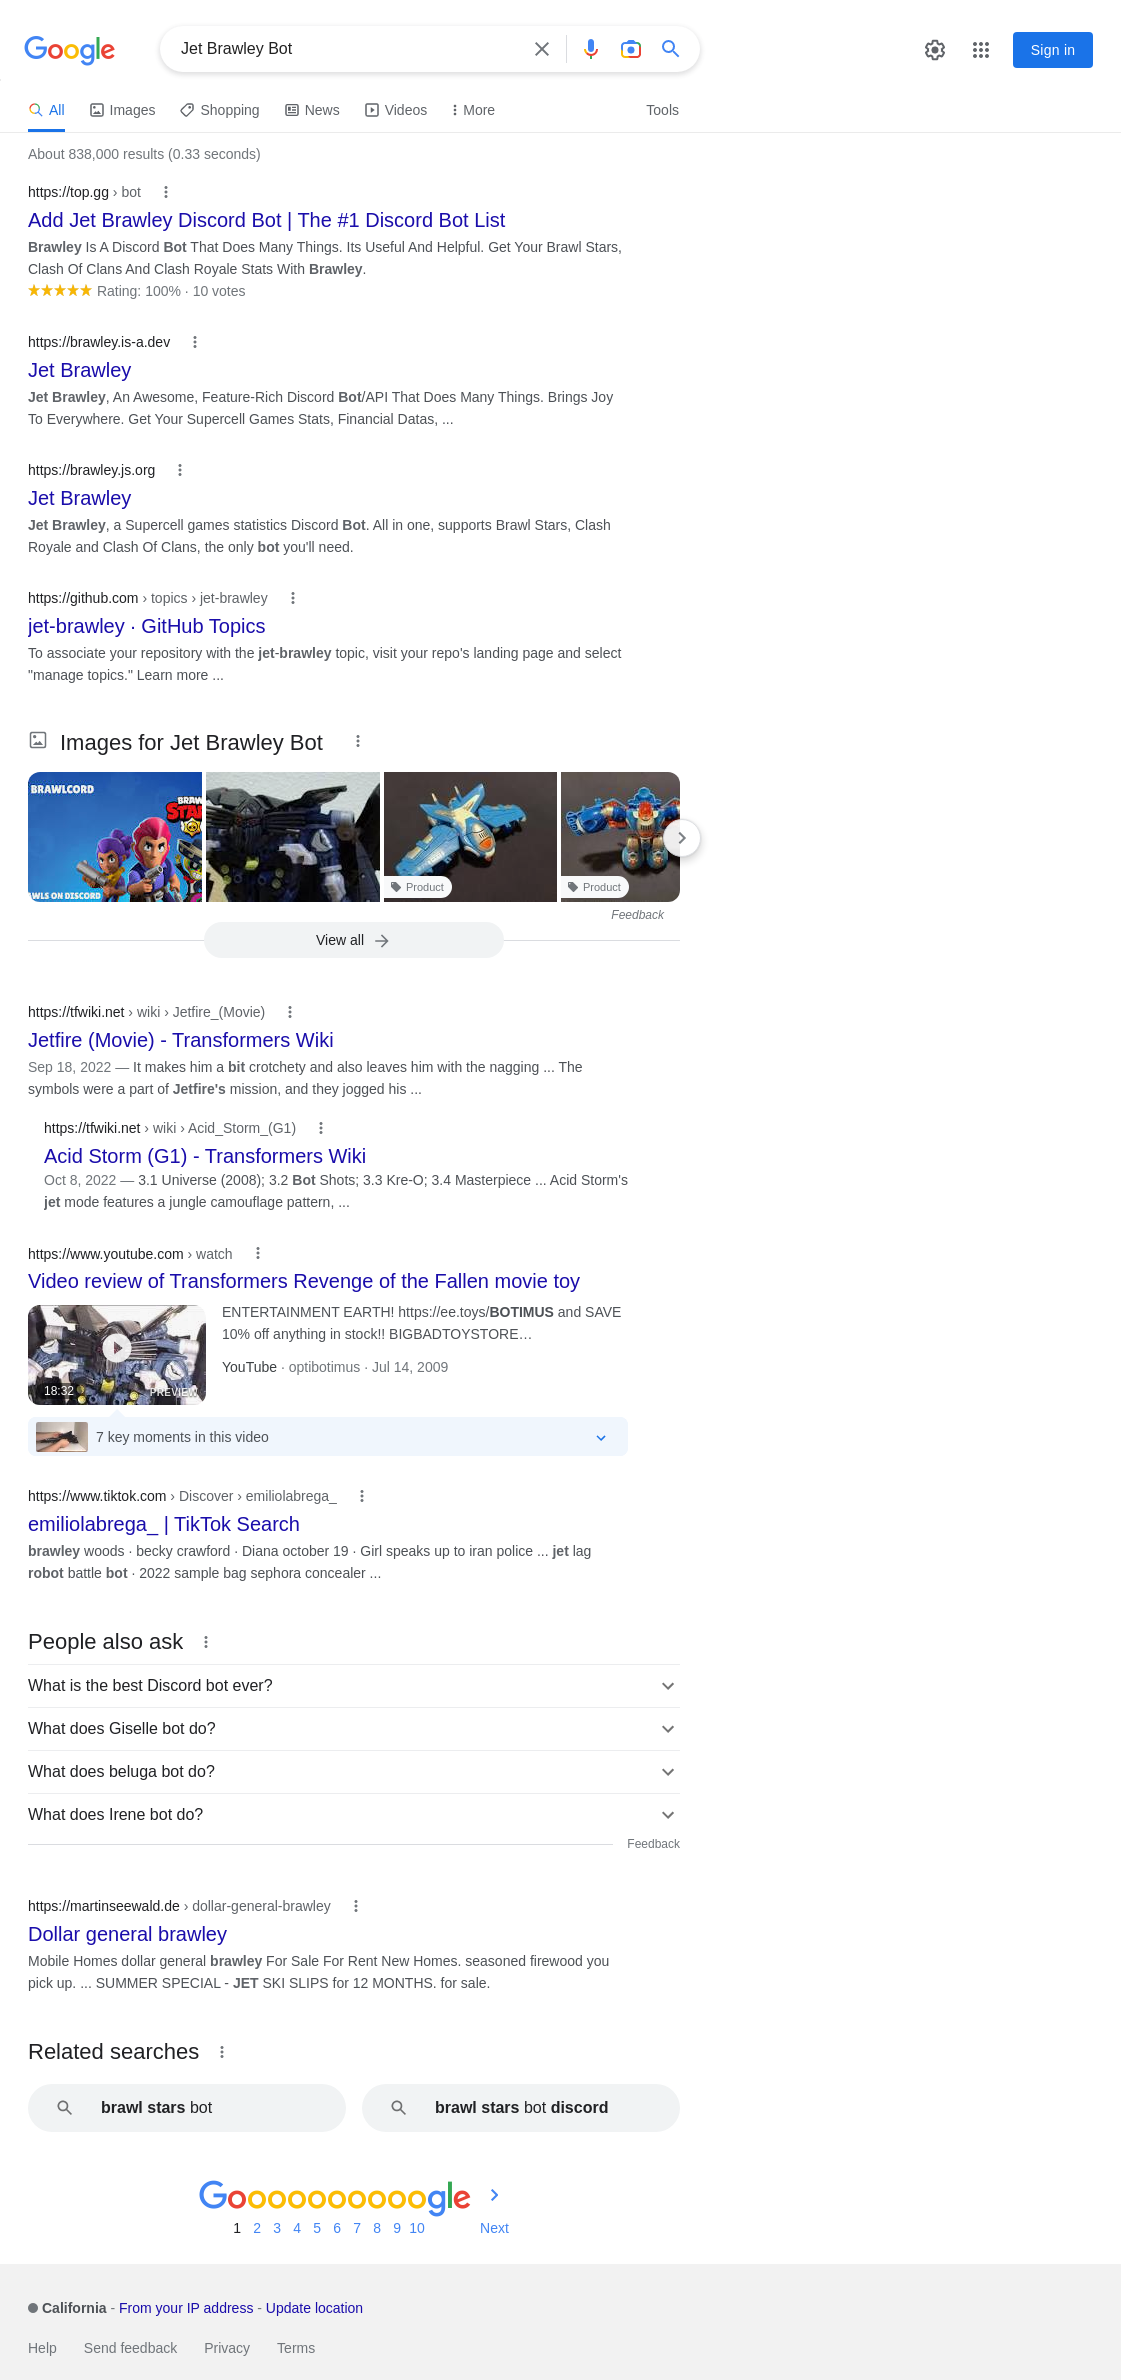 Google
Jet Brawley Bot
Sign in
All
Images
Shopping
News
Videos
More
Tools
About 838,000 results (0.33 seconds)
https://top.gg › bot
Add Jet Brawley Discord Bot | The #1 Discord Bot List
Brawley Is A Discord Bot That Does Many Things. Its Useful And Helpful. Get Your Brawl Stars,
Clash Of Clans And Clash Royale Stats With Brawley.
Rating: 100% · 10 votes
https://brawley.is-a.dev
Jet Brawley
Jet Brawley, An Awesome, Feature-Rich Discord Bot/API That Does Many Things. Brings Joy
To Everywhere. Get Your Supercell Games Stats, Financial Datas, ...
https://brawley.js.org
Jet Brawley
Jet Brawley, a Supercell games statistics Discord Bot. All in one, supports Brawl Stars, Clash
Royale and Clash Of Clans, the only bot you'll need.
https://github.com › topics › jet-brawley
jet-brawley · GitHub Topics
To associate your repository with the jet-brawley topic, visit your repo's landing page and select
"manage topics." Learn more ...
Images for Jet Brawley Bot
BRAWLCORD
BRAW
STA
AWLS ON DISCORD
Product
Product
Feedback
View all
https://tfwiki.net › wiki › Jetfire_(Movie)
Jetfire (Movie) - Transformers Wiki
Sep 18, 2022 — It makes him a bit crotchety and also leaves him with the nagging ... The
symbols were a part of Jetfire's mission, and they jogged his ...
https://tfwiki.net › wiki › Acid_Storm_(G1)
Acid Storm (G1) - Transformers Wiki
Oct 8, 2022 — 3.1 Universe (2008); 3.2 Bot Shots; 3.3 Kre-O; 3.4 Masterpiece ... Acid Storm's
jet mode features a jungle camouflage pattern, ...
https://www.youtube.com › watch
Video review of Transformers Revenge of the Fallen movie toy
ENTERTAINMENT EARTH! https://ee.toys/BOTIMUS and SAVE
10% off anything in stock!! BIGBADTOYSTORE…
YouTube · optibotimus · Jul 14, 2009
18:32
PREVIEW
7 key moments in this video
https://www.tiktok.com › Discover › emiliolabrega_
emiliolabrega_ | TikTok Search
brawley woods · becky crawford · Diana october 19 · Girl speaks up to iran police ... jet lag
robot battle bot · 2022 sample bag sephora concealer ...
People also ask
What is the best Discord bot ever?
What does Giselle bot do?
What does beluga bot do?
What does Irene bot do?
Feedback
https://martinseewald.de › dollar-general-brawley
Dollar general brawley
Mobile Homes dollar general brawley For Sale For Rent New Homes. seasoned firewood you
pick up. ... SUMMER SPECIAL - JET SKI SLIPS for 12 MONTHS. for sale.
Related searches
brawl stars bot
brawl stars bot discord
Goooooooooogle
1 2 3 4 5 6 7 8 9 10 Next
California - From your IP address - Update location
Help Send feedback Privacy Terms